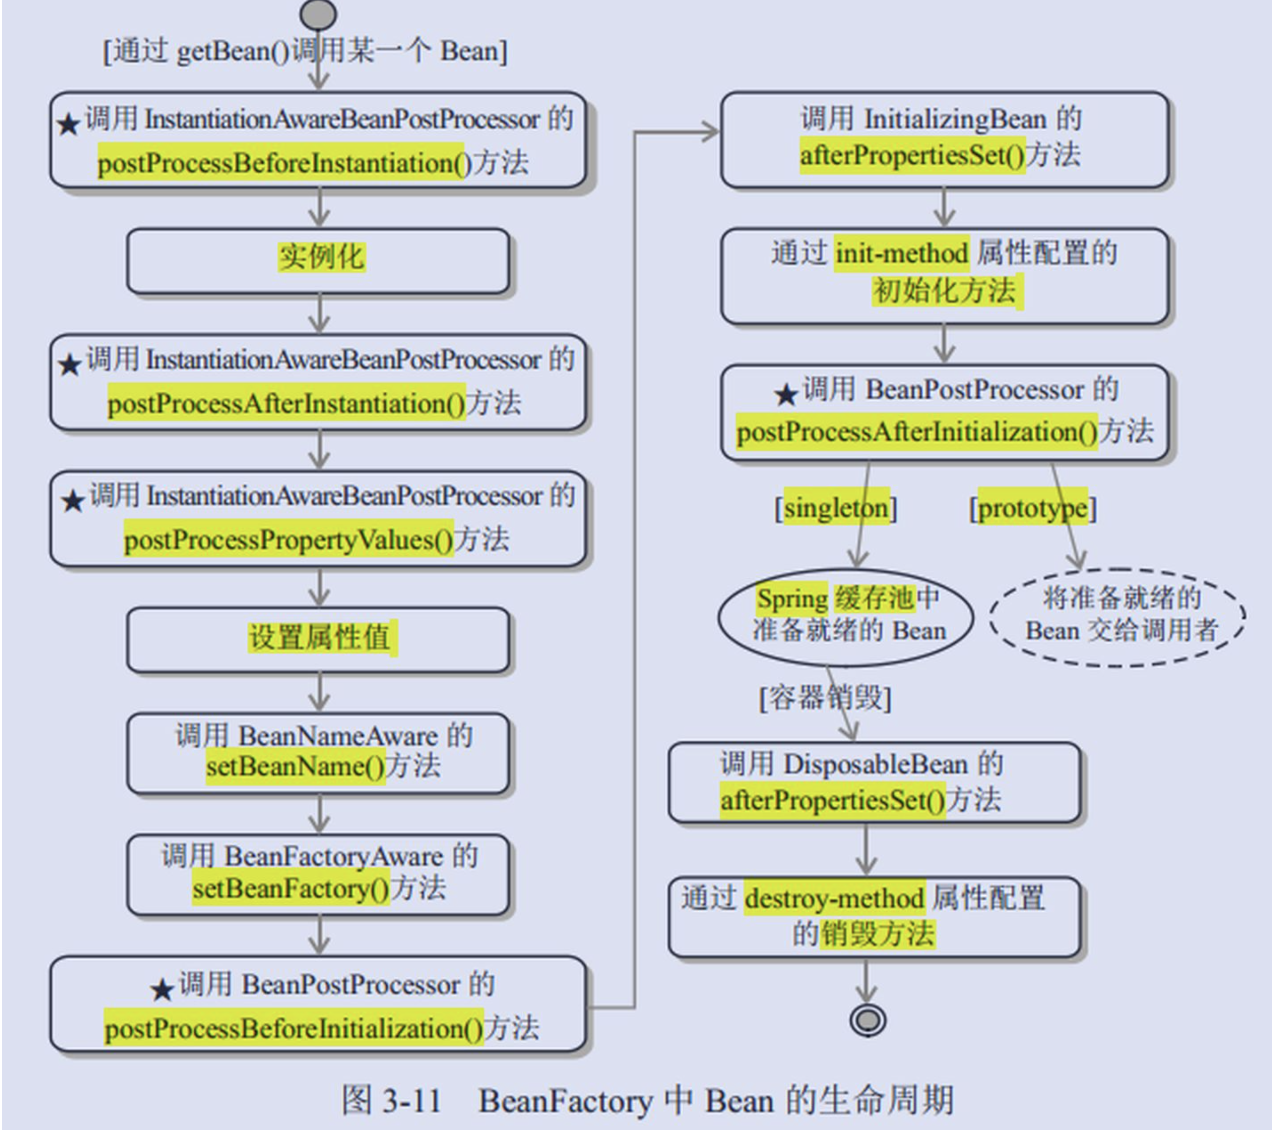 [通过 getBean()调用某一个 Bean]
★调用 InstantiationAwareBeanPostProcessor 的
postProcessBeforeInstantiation()方法
实例化
★调用 InstantiationAwareBeanPostProcessor 的
postProcessAfterInstantiation()方法
★调用 InstantiationAwareBeanPostProcessor 的
postProcessPropertyValues()方法
设置属性值
调用 BeanNameAware 的
setBeanName()方法
调用 BeanFactoryAware 的
setBeanFactory()方法
★调用 BeanPostProcessor 的
postProcessBeforeInitialization()方法
调用 InitializingBean 的
afterPropertiesSet()方法
通过 init-method 属性配置的
初始化方法
★调用 BeanPostProcessor 的
postProcessAfterInitialization()方法
[singleton]
[prototype]
Spring 缓存池中
准备就绪的 Bean
将准备就绪的
Bean 交给调用者
[容器销毁]
调用 DisposableBean 的
afterPropertiesSet()方法
通过 destroy-method 属性配置
的销毁方法
图 3-11 BeanFactory 中 Bean 的生命周期